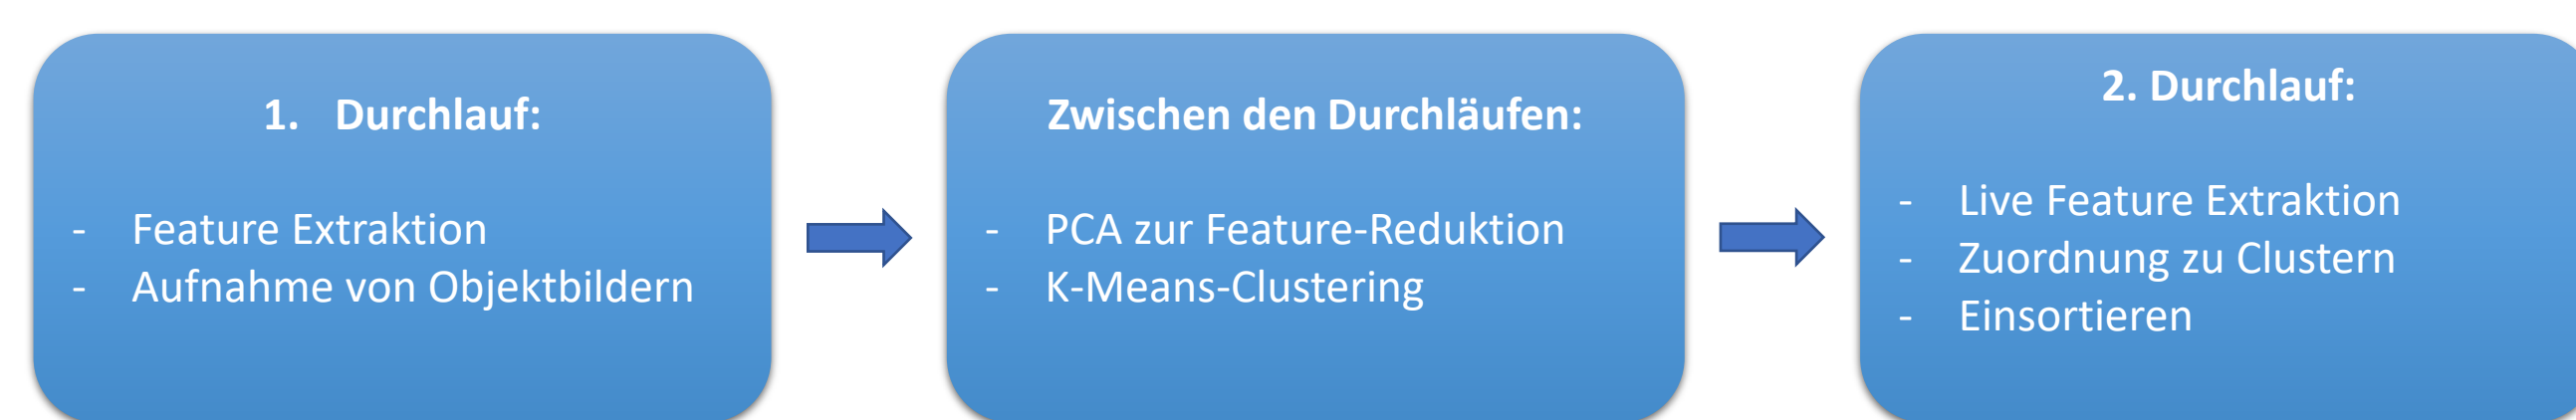 1. Durchlauf:
- Feature Extraktion
- Aufnahme von Objektbildern
Zwischen den Durchläufen:
- PCA zur Feature-Reduktion
- K-Means-Clustering
2. Durchlauf:
- Live Feature Extraktion
- Zuordnung zu Clustern
- Einsortieren